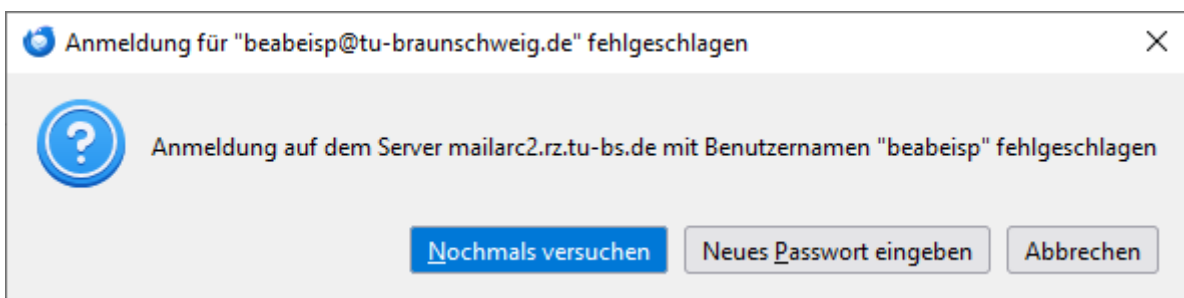 Anmeldung für "beabeisp@tu-braunschweig.de" fehlgeschlagen
Anmeldung auf dem Server mailarc2.rz.tu-bs.de mit Benutzernamen "beabeisp" fehlgeschlagen
Nochmals versuchen Neues Passwort eingeben Abbrechen